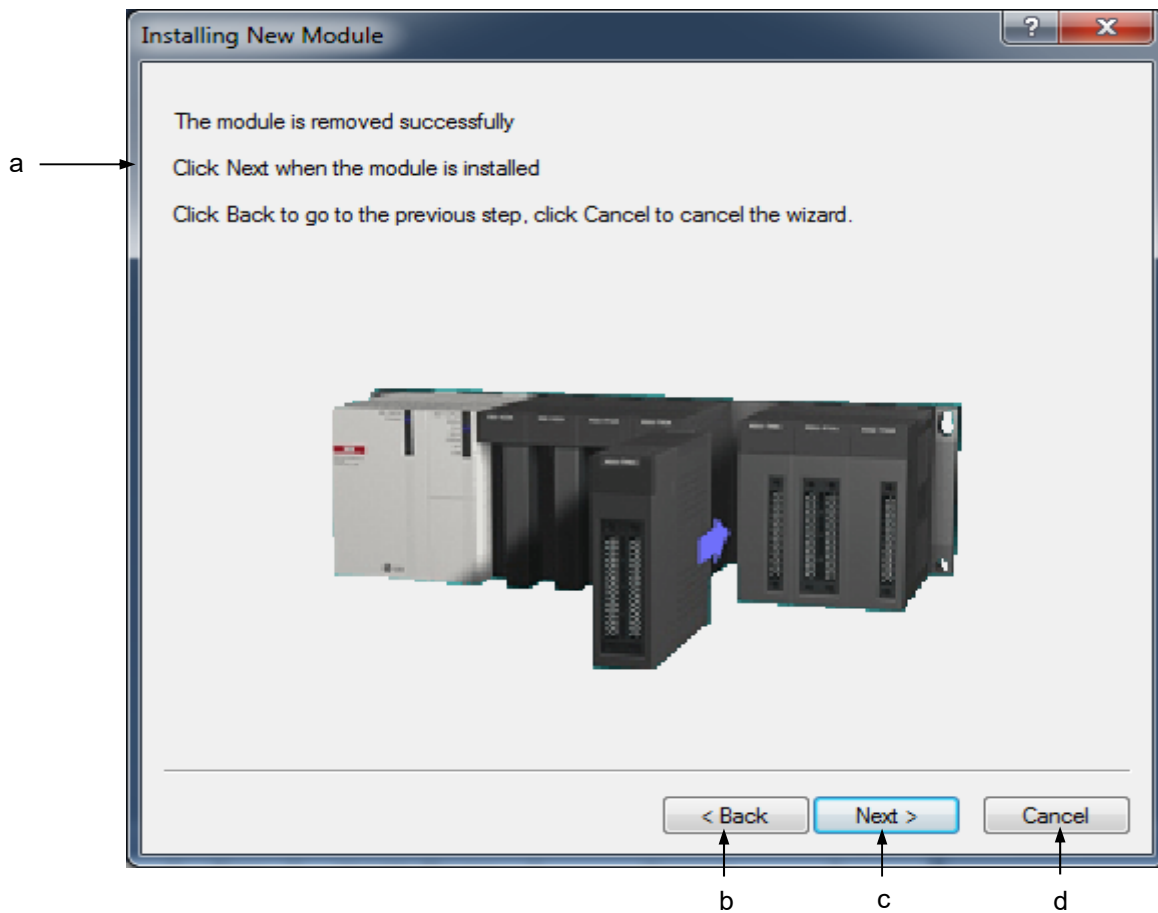 Installing New Module
?
X
The module is removed successfully
a
Click Next when the module is installed
Click Back to go to the previous step, click Cancel to cancel the wizard.
< Back
Next >
Cancel
b
c
d